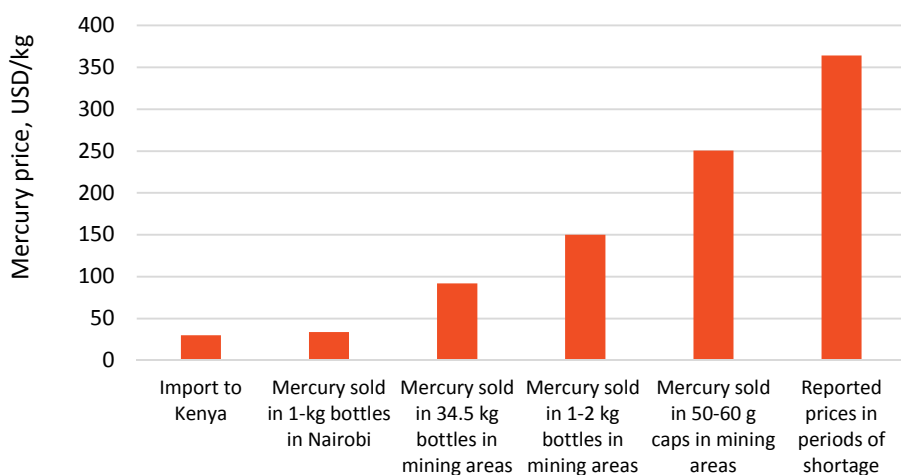 Mercury price, USD/kg
400
350
300
250
200
150
100
50
0
Import to
Kenya
Mercury sold
in 1-kg bottles
in Nairobi
Mercury sold
in 34.5 kg
bottles in
mining areas
Mercury sold
in 1-2 kg
bottles in
mining areas
Mercury sold
in 50-60 g
caps in mining
areas
Reported
prices in
periods of
shortage